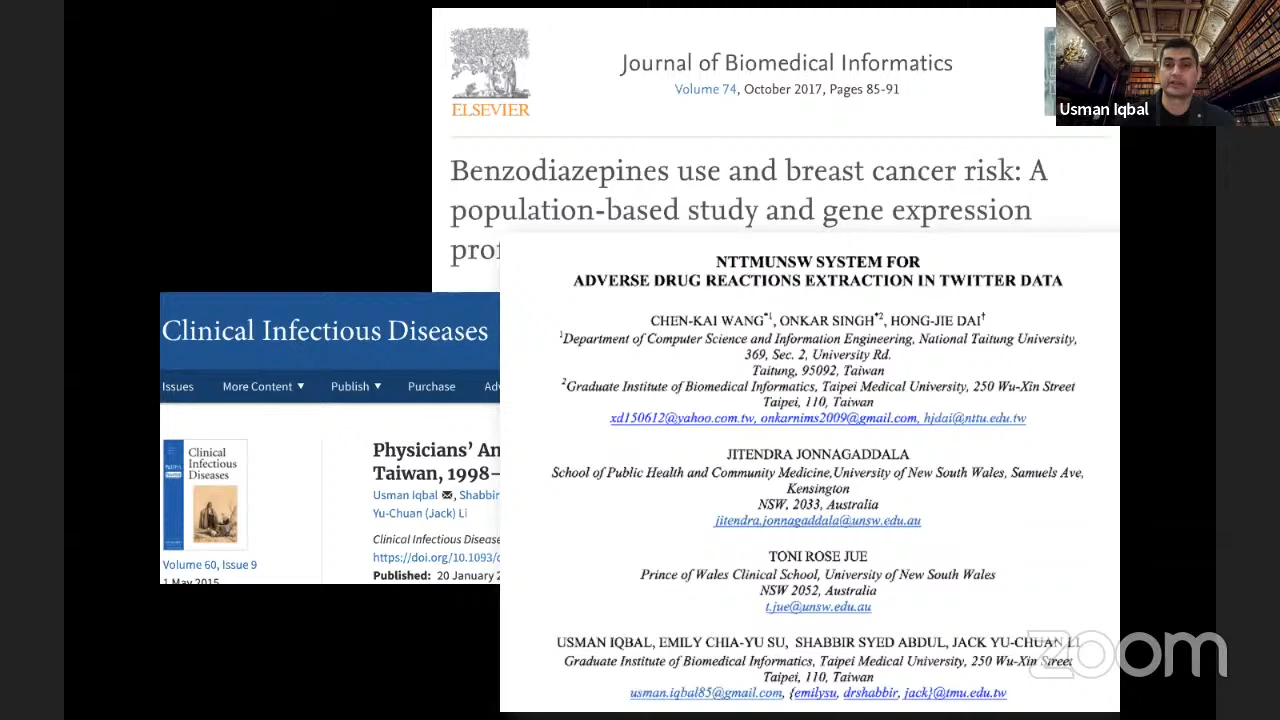 ELSEVIER
Journal of Biomedical Informatics
Volume 74, October 2017, Pages 85-91
Usman Iqbal
Benzodiazepines use and breast cancer risk: A
population-based study and gene expression
Clinical Infectious Diseases
Issues More Content ▼ Publish ▼ Purchase
Clinical
Infectious
Diseases
Volume 60, Issue 9
1 May 2015
Physicians’
Taiwan, 1998–
Usman Iqbal ✉, Shabbir
Yu-Chuan (Jack) Li
Clinical Infectious
https://doi.org/10.1093/
Published: 20 January
NTTMUNSW SYSTEM FOR
ADVERSE DRUG REACTIONS EXTRACTION IN TWITTER DATA
CHEN-KAI WANG*1, ONKAR SINGH*2, HONG-JIE DAI†
1Department of Computer Science and Information Engineering, National Taitung University,
369, Sec. 2, University Rd.
Taitung, 95092, Taiwan
2Graduate Institute of Biomedical Informatics, Taipei Medical University, 250 Wu-Xin Street
Taipei, 110, Taiwan
xd150612@yahoo.com.tw, onkarnims2009@gmail.com, hjdai@nttu.edu.tw
JITENDRA JONNAGADDALA
School of Public Health and Community Medicine,University of New South Wales, Samuels Ave,
Kensington
NSW, 2033, Australia
jitendra.jonnagaddala@unsw.edu.au
TONI ROSE JUE
Prince of Wales Clinical School, University of New South Wales
NSW 2052, Australia
t.jue@unsw.edu.au
USMAN IQBAL, EMILY CHIA-YU SU, SHABBIR SYED ABDUL, JACK YU-CHUAN LI
Graduate Institute of Biomedical Informatics, Taipei Medical University, 250 Wu-Xin Street
Taipei, 110, Taiwan
usman.iqbal85@gmail.com, {emilysu, drshabbir, jack}@tmu.edu.tw
zoom